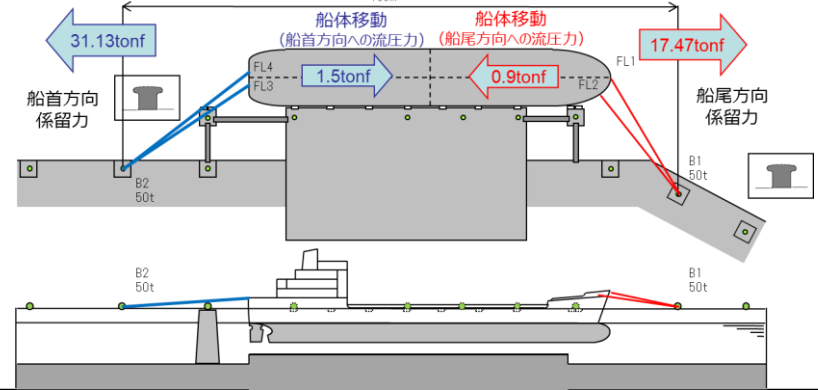 31.13tonf
船体移動
(船首方向への流圧力)
船体移動
(船尾方向への流圧力)
17.47tonf
FL4
FL3
1.5tonf
0.9tonf
FL1
FL2
船首方向
係留力
船尾方向
係留力
B2
50t
B1
50t
B2
50t
B1
50t